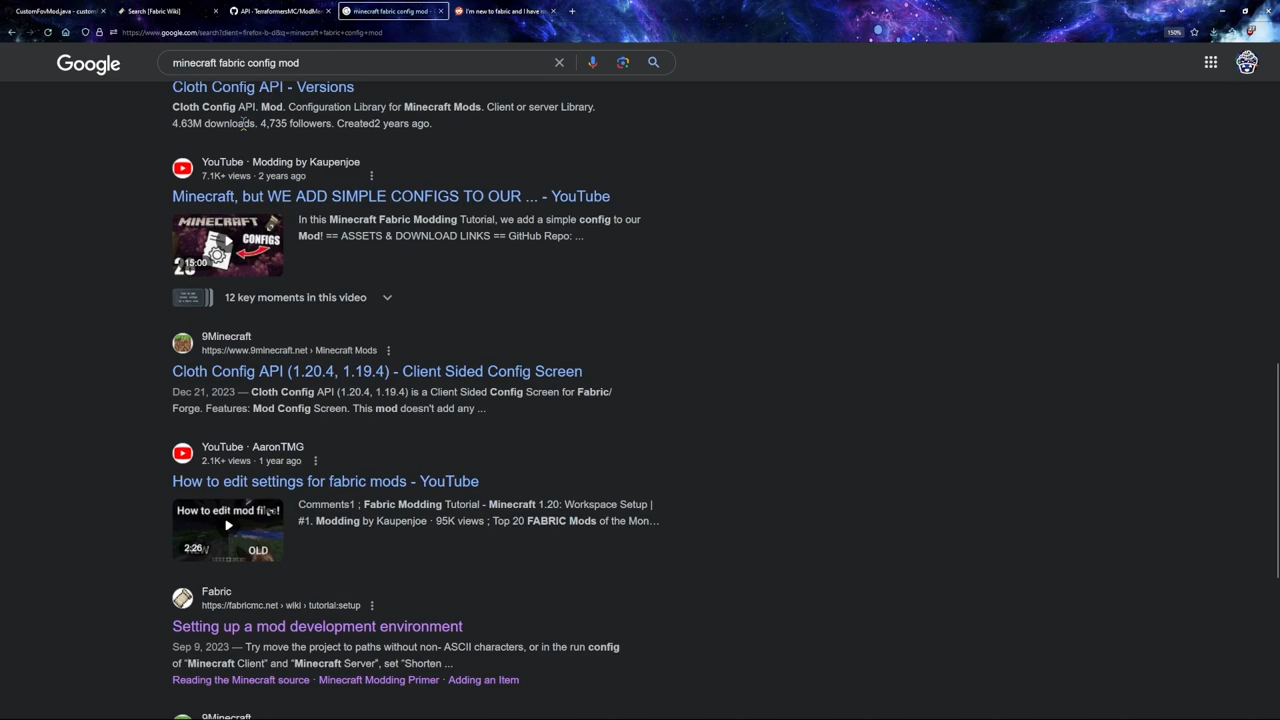 CustomFovMod.java - custom
Search [Fabric Wiki]
API · TerraformersMC/ModMen
minecraft fabric config mod -
I'm new to fabric and I have no
https://www.google.com/search?client=firefox-b-d&q=minecraft+fabric+config+mod
150%
Google
minecraft fabric config mod
Cloth Config API - Versions
Cloth Config API. Mod. Configuration Library for Minecraft Mods. Client or server Library.
4.63M downloads. 4,735 followers. Created2 years ago.
YouTube · Modding by Kaupenjoe
7.1K+ views · 2 years ago
Minecraft, but WE ADD SIMPLE CONFIGS TO OUR ... - YouTube
MINECRAFT
CONFIGS
15:00
In this Minecraft Fabric Modding Tutorial, we add a simple config to our
Mod! == ASSETS & DOWNLOAD LINKS == GitHub Repo: ...
12 key moments in this video
9Minecraft
https://www.9minecraft.net › Minecraft Mods
Cloth Config API (1.20.4, 1.19.4) - Client Sided Config Screen
Dec 21, 2023 — Cloth Config API (1.20.4, 1.19.4) is a Client Sided Config Screen for Fabric/
Forge. Features: Mod Config Screen. This mod doesn't add any ...
YouTube · AaronTMG
2.1K+ views · 1 year ago
How to edit settings for fabric mods - YouTube
How to edit mod files!
2:26
OLD
Comments1 ; Fabric Modding Tutorial - Minecraft 1.20: Workspace Setup |
#1. Modding by Kaupenjoe · 95K views ; Top 20 FABRIC Mods of the Mon...
Fabric
https://fabricmc.net › wiki › tutorial:setup
Setting up a mod development environment
Sep 9, 2023 — Try move the project to paths without non- ASCII characters, or in the run config
of "Minecraft Client" and "Minecraft Server", set "Shorten ...
Reading the Minecraft source · Minecraft Modding Primer · Adding an Item
9Minecraft